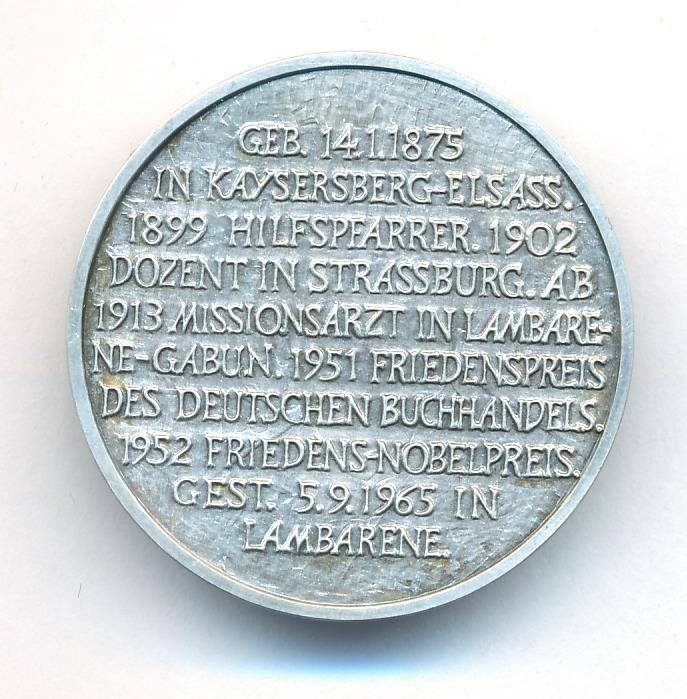 GEB. 14.1.1875
IN KAYSERSBERG-ELSASS.
1899 HILFSPFARRER. 1902
DOZENT IN STRASSBURG. AB
1913 MISSIONSARZT IN LAMBARE-
NE-GABUN. 1951 FRIEDENSPREIS
DES DEUTSCHEN BUCHHANDELS.
1952 FRIEDENS-NOBELPREIS.
GEST. 5.9.1965 IN
LAMBARENE.